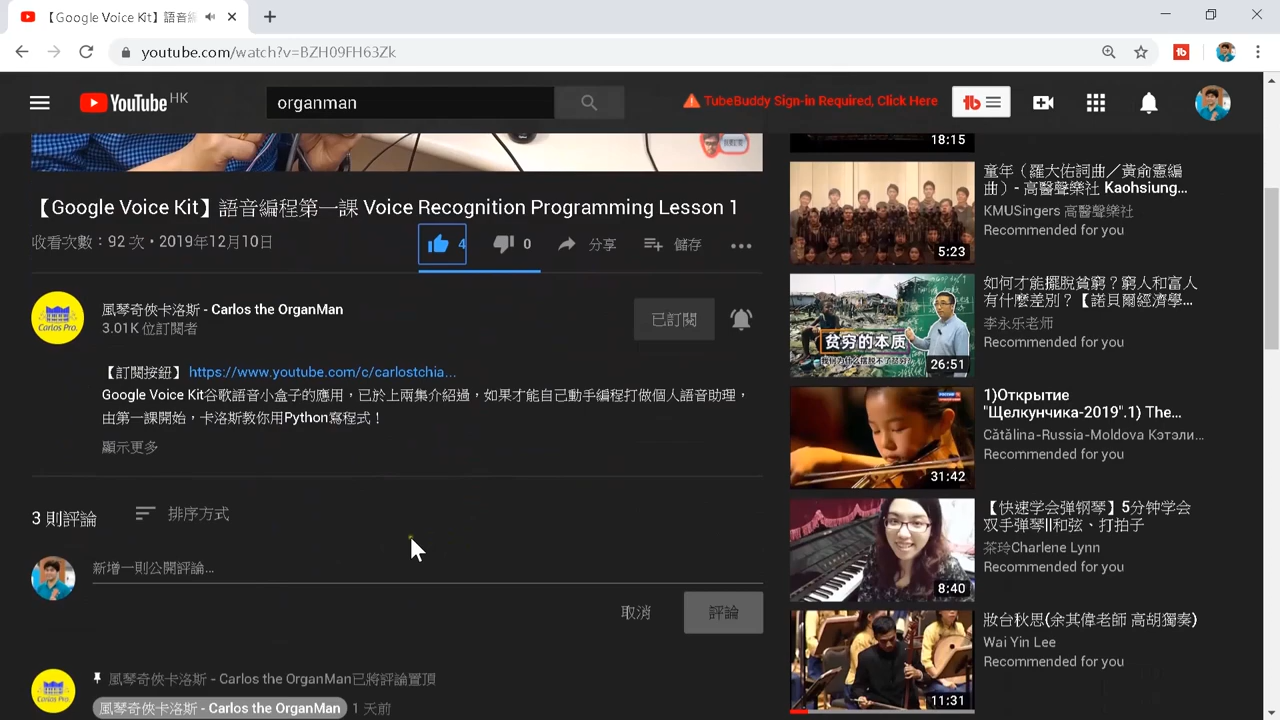 【Google Voice Kit】語音編
youtube.com/watch?v=BZH09FH63Zk
YouTube HK
organman
TubeBuddy Sign-in Required, Click Here
tb
【Google Voice Kit】語音編程第一課 Voice Recognition Programming Lesson 1
收看次數：92 次・2019年12月10日
4
0
分享
儲存
Carlos Pro.
風琴奇俠卡洛斯 - Carlos the OrganMan
3.01K 位訂閱者
已訂閱
【訂閱頻道】 https://www.youtube.com/c/carlostchia...
Google Voice Kit谷歌語音小盒子的應用，已於上兩集介紹過，如果才能自己動手編程打做個人語音助理，
由第一課開始，卡洛斯教你用Python寫程式！
顯示更多
3 則評論
排序方式
新增一則公開評論...
取消
評論
Carlos Pro.
風琴奇俠卡洛斯 - Carlos the OrganMan已將評論置頂
風琴奇俠卡洛斯 - Carlos the OrganMan
1 天前
18:15
童年（羅大佑詞曲／黃俞憲編
曲）- 高醫聲樂社 Kaohsiung...
KMUSingers 高醫聲樂社
Recommended for you
5:23
如何才能擺脫貧窮？窮人和富人
有什麼差別？【諾貝爾經濟學...
李永乐老师
Recommended for you
贫穷的本质
26:51
1)Открытие
"Щелкунчика-2019".1) The...
Cătălina-Russia-Moldova Кэтэли...
Recommended for you
31:42
【快速学会弹钢琴】5分钟学会
双手弹琴||和弦、打拍子
茶玲Charlene Lynn
Recommended for you
8:40
妝台秋思(余其偉老師 高胡獨奏)
Wai Yin Lee
Recommended for you
11:31